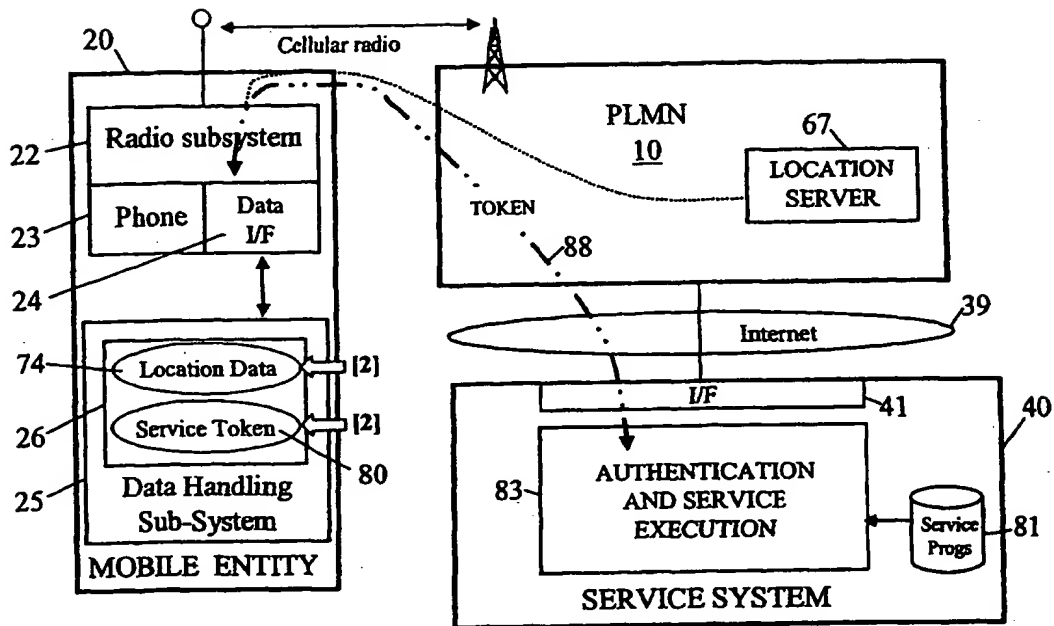 20
Cellular radio
22
Radio subsystem
23
Phone
Data
I/F
24
PLMN
10
67
LOCATION
SERVER
TOKEN
88
Internet
39
74
Location Data
[2]
26
Service Token
[2]
25
80
Data Handling
Sub-System
MOBILE ENTITY
I/F
41
40
83
AUTHENTICATION
AND SERVICE
EXECUTION
Service
Progs
81
SERVICE SYSTEM